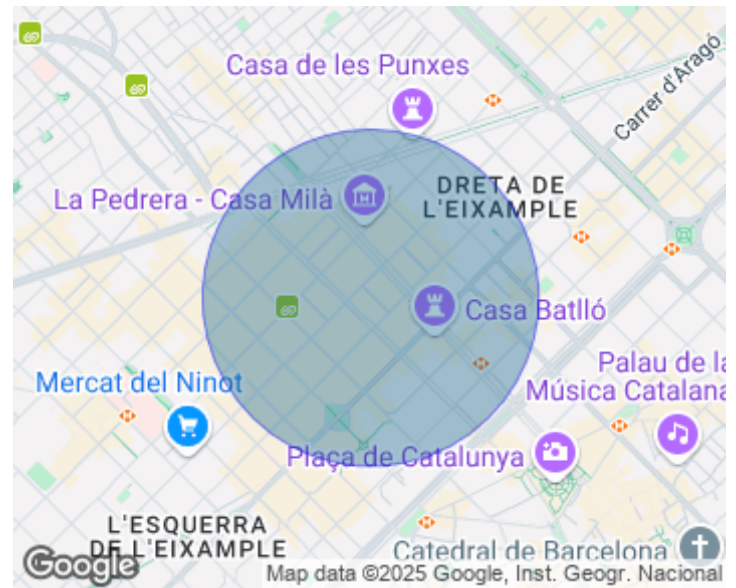 Casa de les Punxes
Carrer d'Aragó
La Pedrera - Casa Milà
DRETA DE
L'EIXAMPLE
Casa Batlló
Mercat del Ninot
Palau de la
Música Catalana
Plaça de Catalunya
L'ESQUERRA
DE L'EIXAMPLE
Catedral de Barcelona
Google
Map data ©2025 Google, Inst. Geogr. Nacional